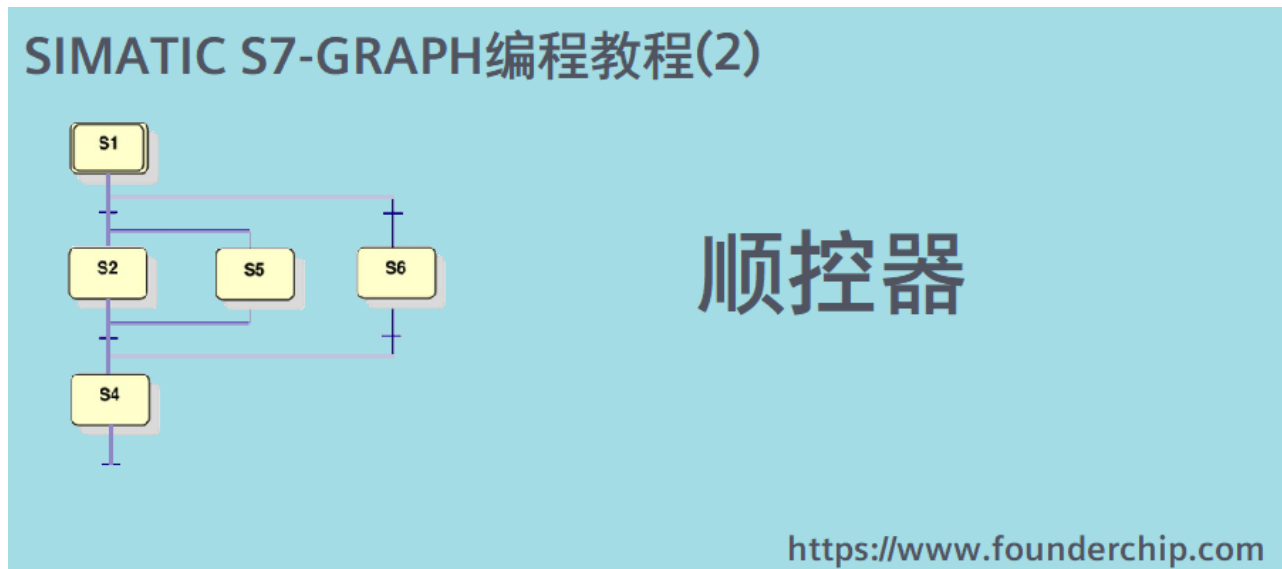 SIMATIC S7-GRAPH编程教程(2)
S1
S2
S5
S6
顺控器
S4
https://www.founderchip.com